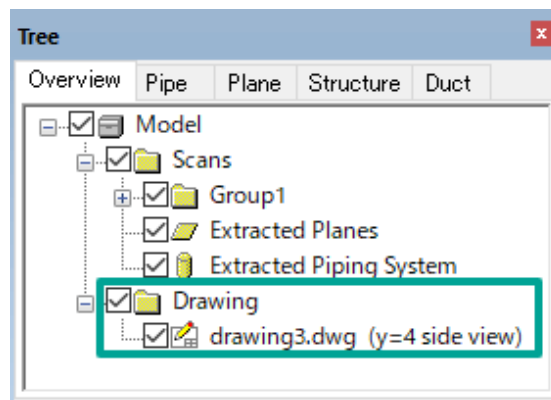 Tree
x
Overview Pipe Plane Structure Duct
Model
Scans
Group1
Extracted Planes
Extracted Piping System
Drawing
drawing3.dwg (y=4 side view)